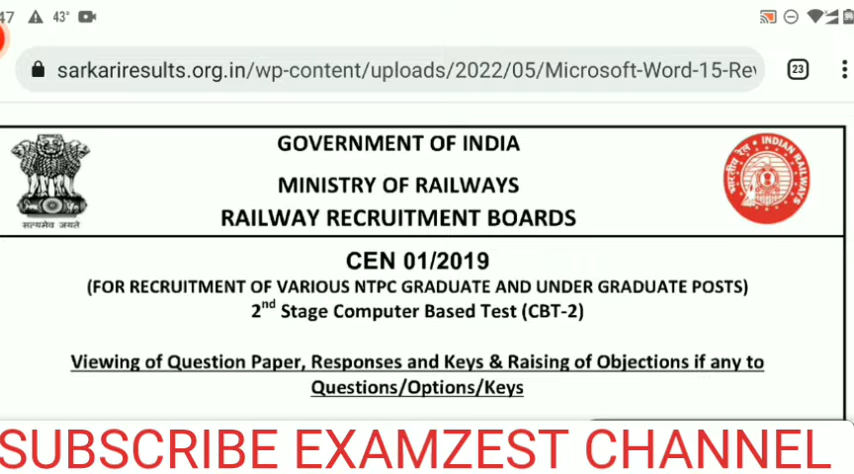 47 43°
sarkariresults.org.in/wp-content/uploads/2022/05/Microsoft-Word-15-Rev
23
GOVERNMENT OF INDIA
MINISTRY OF RAILWAYS
RAILWAY RECRUITMENT BOARDS
सत्यमेव जयते
भारतीय रेल • INDIAN RAILWAYS
CEN 01/2019
(FOR RECRUITMENT OF VARIOUS NTPC GRADUATE AND UNDER GRADUATE POSTS)
2nd Stage Computer Based Test (CBT-2)
Viewing of Question Paper, Responses and Keys & Raising of Objections if any to
Questions/Options/Keys
SUBSCRIBE EXAMZEST CHANNEL